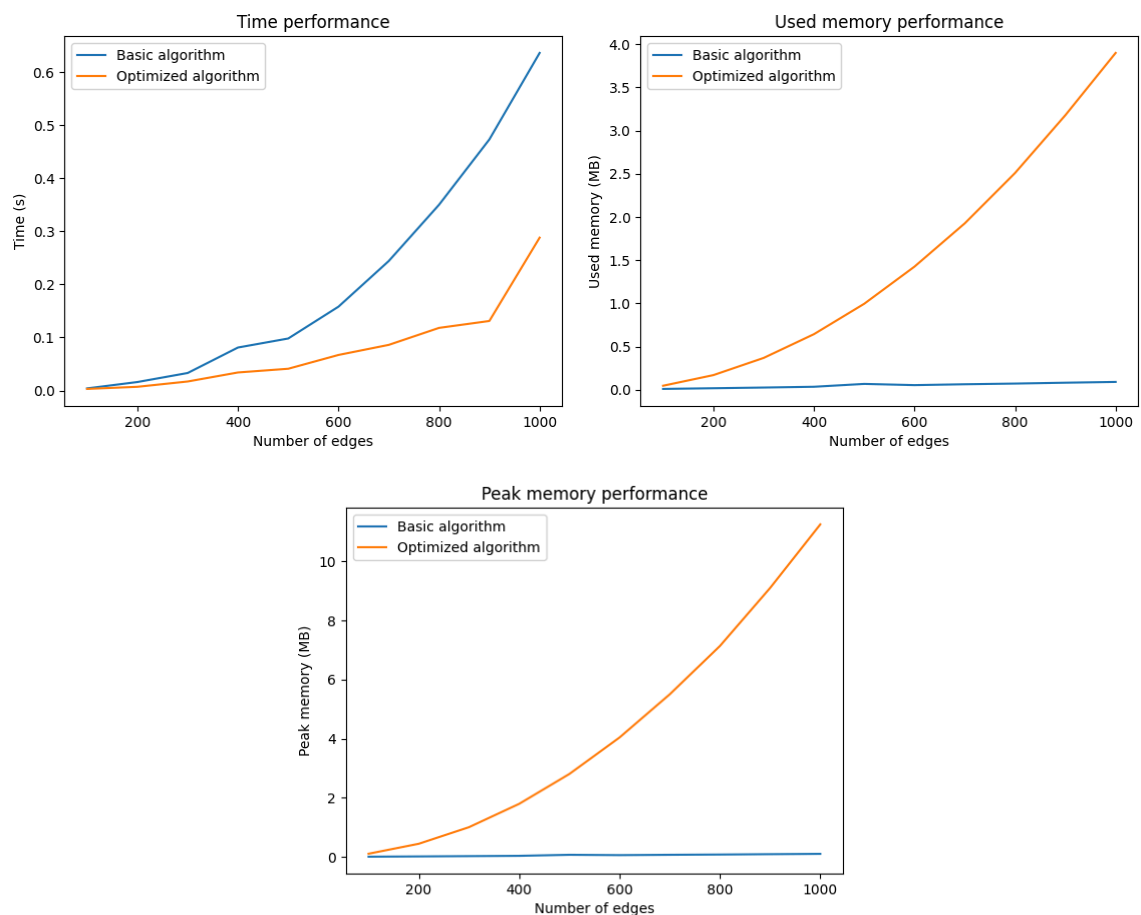 Time performance
Basic algorithm
Optimized algorithm
0.6
0.5
0.4
0.3
0.2
0.1
0.0
Time (s)
200 400 600 800 1000
Number of edges
Used memory performance
Basic algorithm
Optimized algorithm
4.0
3.5
3.0
2.5
2.0
1.5
1.0
0.5
0.0
Used memory (MB)
200 400 600 800 1000
Number of edges
Peak memory performance
Basic algorithm
Optimized algorithm
10
8
6
4
2
0
Peak memory (MB)
200 400 600 800 1000
Number of edges